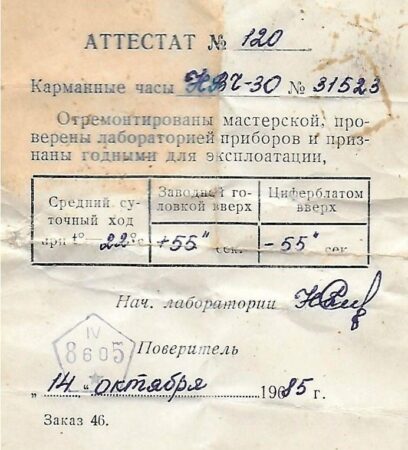 АТТЕСТАТ № 120
Карманные часы НВЧ-30 № 31523
Отремонтированы мастерской, про-
верены лабораторией приборов и приз-
наны годными для эксплоатации,
Средний су-
точный ход
при t° 22°с
Заводной го-
ловкой вверх
+55" сек.
Циферблатом
вверх
-55" сек
Нач. лаборатории
IV
8605
Поверитель
„14„ октября 19685 г.
Заказ 46.